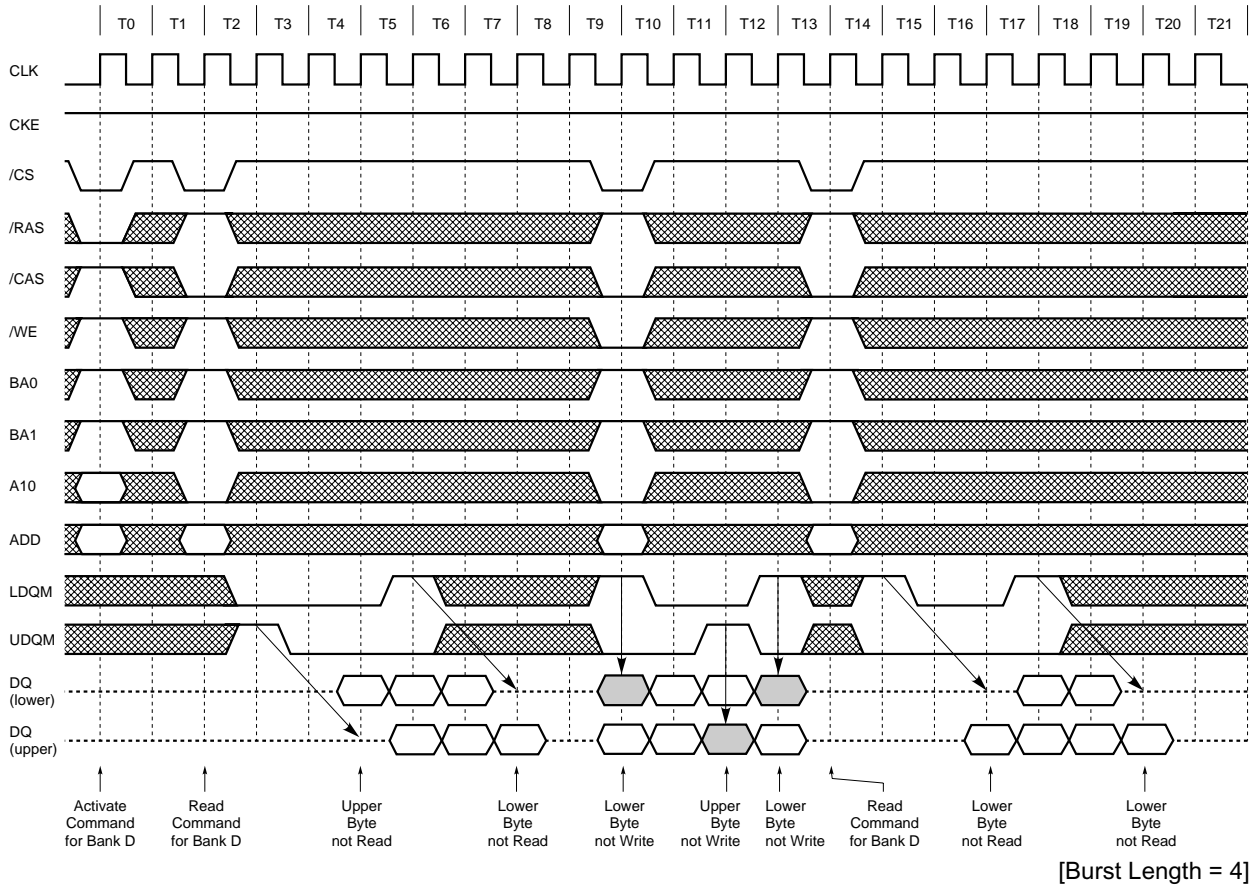 T0 T1 T2 T3 T4 T5 T6 T7 T8 T9 T10 T11 T12 T13 T14 T15 T16 T17 T18 T19 T20 T21
CLK
CKE
/CS
/RAS
/CAS
/WE
BA0
BA1
A10
ADD
LDQM
UDQM
DQ
(lower)
DQ
(upper)
Activate
Command
for Bank D
Read
Command
for Bank D
Upper
Byte
not Read
Lower
Byte
not Read
Lower
Byte
not Write
Upper
Byte
not Write
Lower
Byte
not Write
Read
Command
for Bank D
Lower
Byte
not Read
Lower
Byte
not Read
[Burst Length = 4]